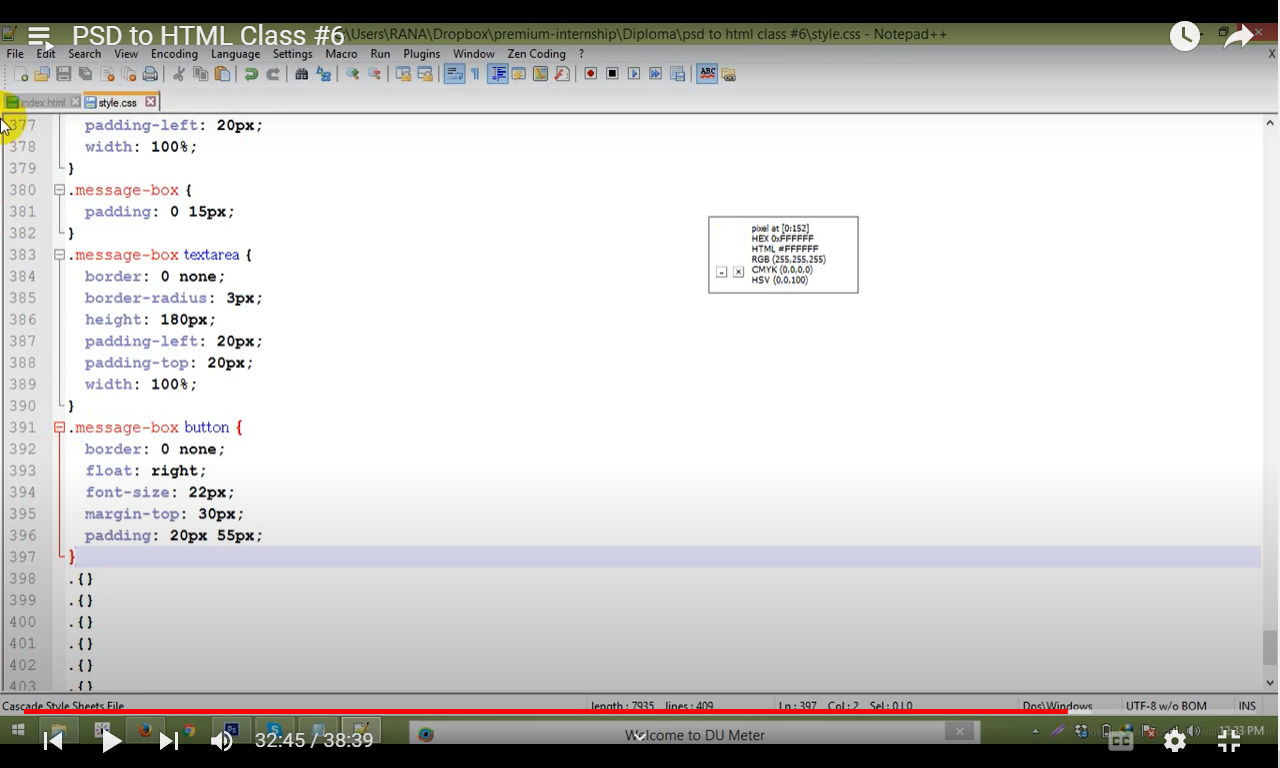 PSD to HTML Class #6
\Users\RANA\Dropbox\premium-internship\Diploma\psd to html class #6\style.css - Notepad++
File Edit Search View Encoding Language Settings Macro Run Plugins Window Zen Coding ? X
index.html style.css
377 padding-left: 20px;
378 width: 100%;
379 }
380 .message-box {
381 padding: 0 15px;
382 }
383 .message-box textarea {
384 border: 0 none;
385 border-radius: 3px;
386 height: 180px;
387 padding-left: 20px;
388 padding-top: 20px;
389 width: 100%;
390 }
391 .message-box button {
392 border: 0 none;
393 float: right;
394 font-size: 22px;
395 margin-top: 30px;
396 padding: 20px 55px;
397 }
398 .{}
399 .{}
400 .{}
401 .{}
402 .{}
403 .{}
pixel at [0:152]
HEX 0xFFFFFF
HTML #FFFFFF
RGB (255,255,255)
CMYK (0,0,0,0)
HSV (0,0,100)
Cascade Style Sheets File length : 7935 lines : 409 Ln : 397 Col : 2 Sel : 0 | 0 Dos\Windows UTF-8 w/o BOM INS
32:45 / 38:39
Welcome to DU Meter
CC
12:23 PM